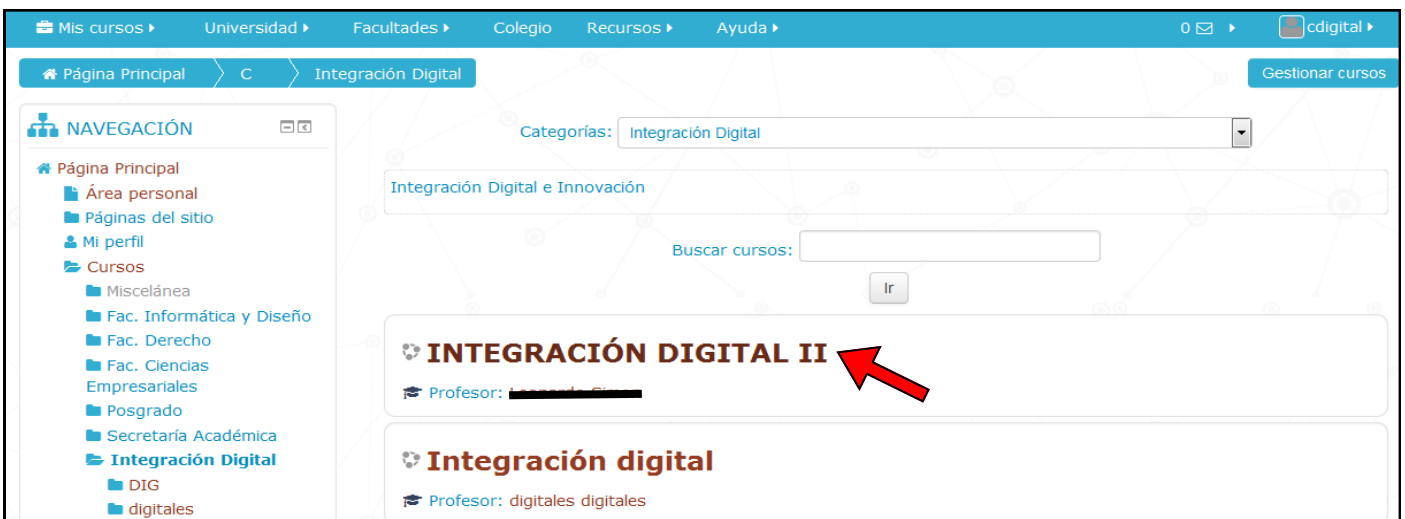 Mis cursos Universidad Facultades Colegio Recursos Ayuda 0 cdigital
Página Principal C Integración Digital Gestionar cursos
NAVEGACIÓN
Página Principal
Área personal
Páginas del sitio
Mi perfil
Cursos
Miscelánea
Fac. Informática y Diseño
Fac. Derecho
Fac. Ciencias
Empresariales
Posgrado
Secretaría Académica
Integración Digital
DIG
digitales
Categorías: Integración Digital
Integración Digital e Innovación
Buscar cursos:
Ir
INTEGRACIÓN DIGITAL II
Profesor:
Integración digital
Profesor: digitales digitales